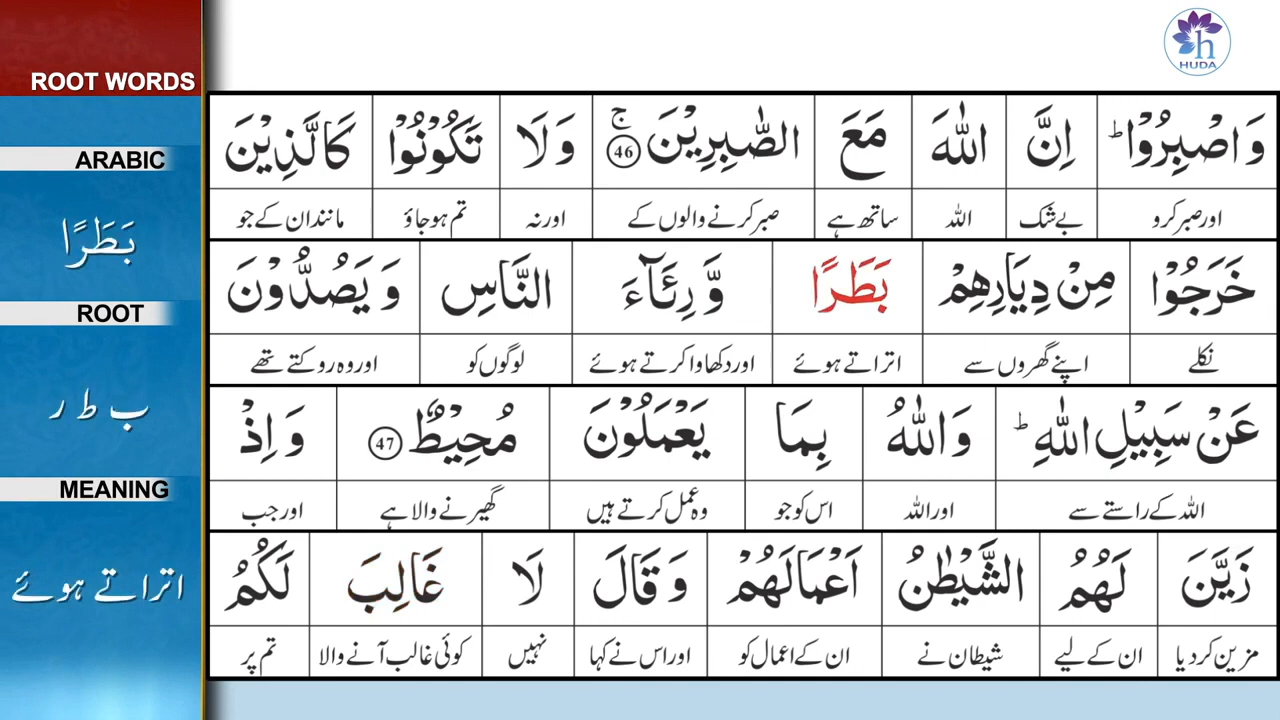 ROOT WORDS
ARABIC
بَطَرًا
ROOT
ب ط ر
MEANING
اتراتے ہوئے
HUDA
وَاصْبِرُوْا ؕ اِنَّ اللّٰهَ مَعَ الصّٰبِرِيْنَ ۚ 46 وَلَا تَكُوْنُوْا كَالَّذِيْنَ
اور صبر کرو بے شک اللہ ساتھ ہے صبر کرنے والوں کے اور نہ تم ہو جاؤ مانند ان کے جو
خَرَجُوْا مِنْ دِيَارِهِمْ بَطَرًا وَّرِئَآءَ النَّاسِ وَيَصُدُّوْنَ
نکلے اپنے گھروں سے اتراتے ہوئے اور دکھاوا کرتے ہوئے لوگوں کو اور وہ روکتے تھے
عَنْ سَبِيْلِ اللّٰهِ ؕ وَاللّٰهُ بِمَا يَعْمَلُوْنَ مُحِيْطٌ 47 وَاِذْ
اللہ کے راستے سے اور اللہ اس کو جو وہ عمل کرتے ہیں گھیرنے والا ہے اور جب
زَيَّنَ لَهُمُ الشَّيْطٰنُ اَعْمَالَهُمْ وَقَالَ لَا غَالِبَ لَكُمُ
مزین کر دیا ان کے لیے شیطان نے ان کے اعمال کو اور اس نے کہا نہیں کوئی غالب آنے والا تم پر